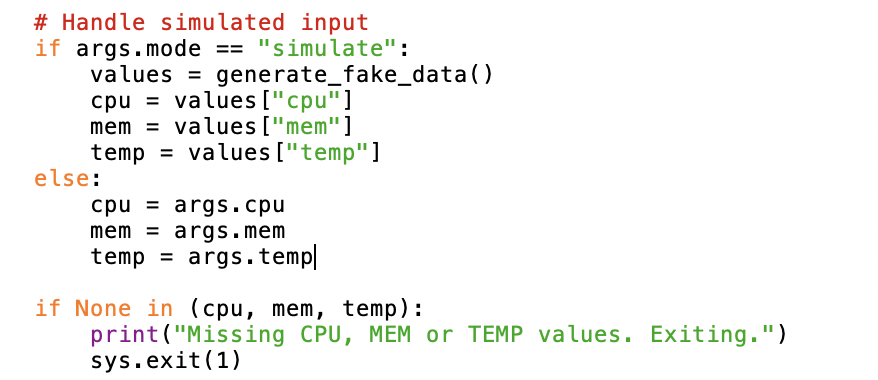 # Handle simulated input
if args.mode == "simulate":
    values = generate_fake_data()
    cpu = values["cpu"]
    mem = values["mem"]
    temp = values["temp"]
else:
    cpu = args.cpu
    mem = args.mem
    temp = args.temp

if None in (cpu, mem, temp):
    print("Missing CPU, MEM or TEMP values. Exiting.")
    sys.exit(1)